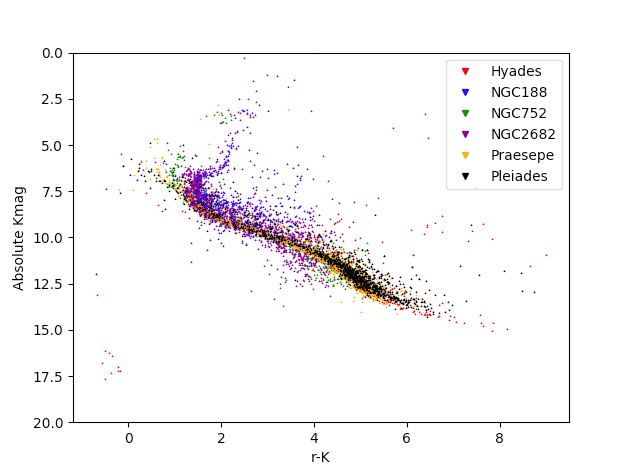 0.0
2.5
5.0
7.5
10.0
12.5
15.0
17.5
20.0
Absolute Kmag
0 2 4 6 8
r-K
Hyades
NGC188
NGC752
NGC2682
Praesepe
Pleiades